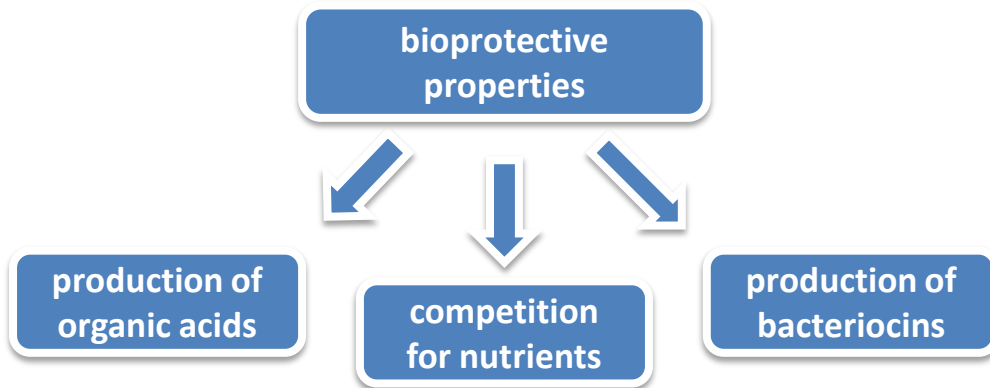 bioprotective
properties
production of
organic acids
competition
for nutrients
production of
bacteriocins